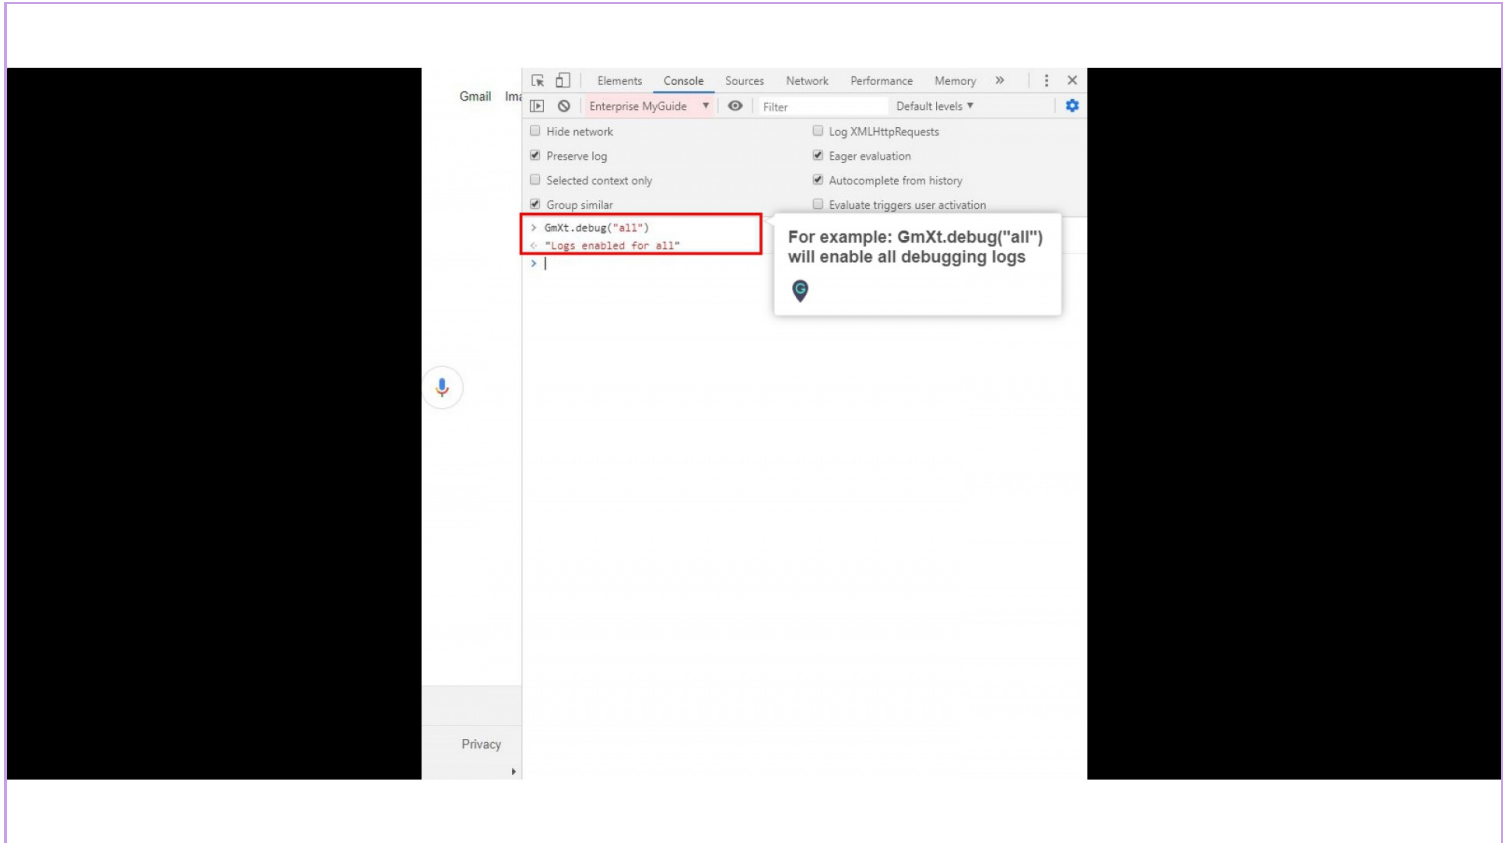 Gmail
Elements Console Sources Network Performance Memory »
Enterprise MyGuide Filter Default levels
Hide network
Log XMLHttpRequests
Preserve log
Eager evaluation
Selected context only
Autocomplete from history
Group similar
Evaluate triggers user activation
> GmXt.debug("all")
"Logs enabled for all"
>
For example: GmXt.debug("all")
will enable all debugging logs
G
Privacy